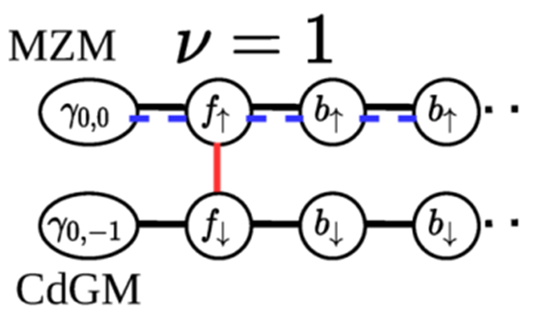 MZM ν = 1
γ₀,₀ f↑ b↑ b↑ ··
γ₀,₋₁ f↓ b↓ b↓ ··
CdGM